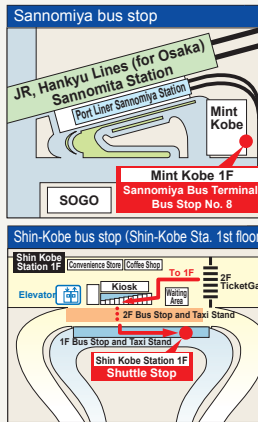 Sannomiya bus stop
JR, Hankyu Lines (for Osaka)
Sannomita Station
Port Liner Sannomiya Station
Mint
Kobe
Mint Kobe 1F
Sannomiya Bus Terminal
Bus Stop No. 8
SOGO
Shin-Kobe bus stop (Shin-Kobe Sta. 1st floor
Shin Kobe
Station 1F
Convenience Store
Coffee Shop
To 1F
2F
TicketGa
Kiosk
Elevator
Waiting
Area
2F Bus Stop and Taxi Stand
1F Bus Stop and Taxi Stand
Shin Kobe Station 1F
Shuttle Stop